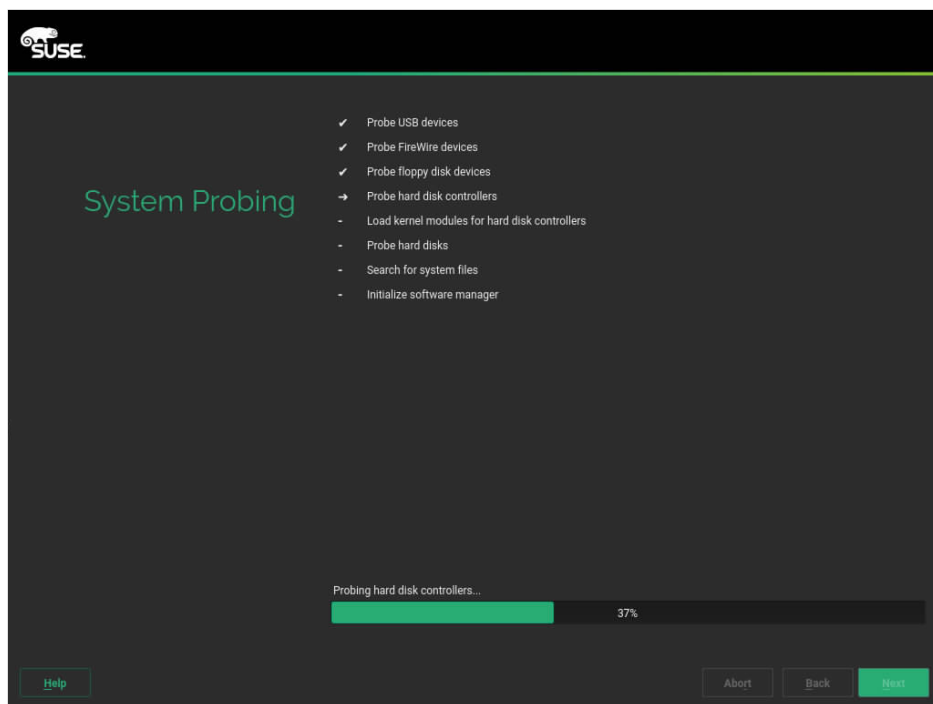 SUSE.
System Probing
✔ Probe USB devices
✔ Probe FireWire devices
✔ Probe floppy disk devices
➔ Probe hard disk controllers
- Load kernel modules for hard disk controllers
- Probe hard disks
- Search for system files
- Initialize software manager
Probing hard disk controllers...
37%
Help
Abort
Back
Next